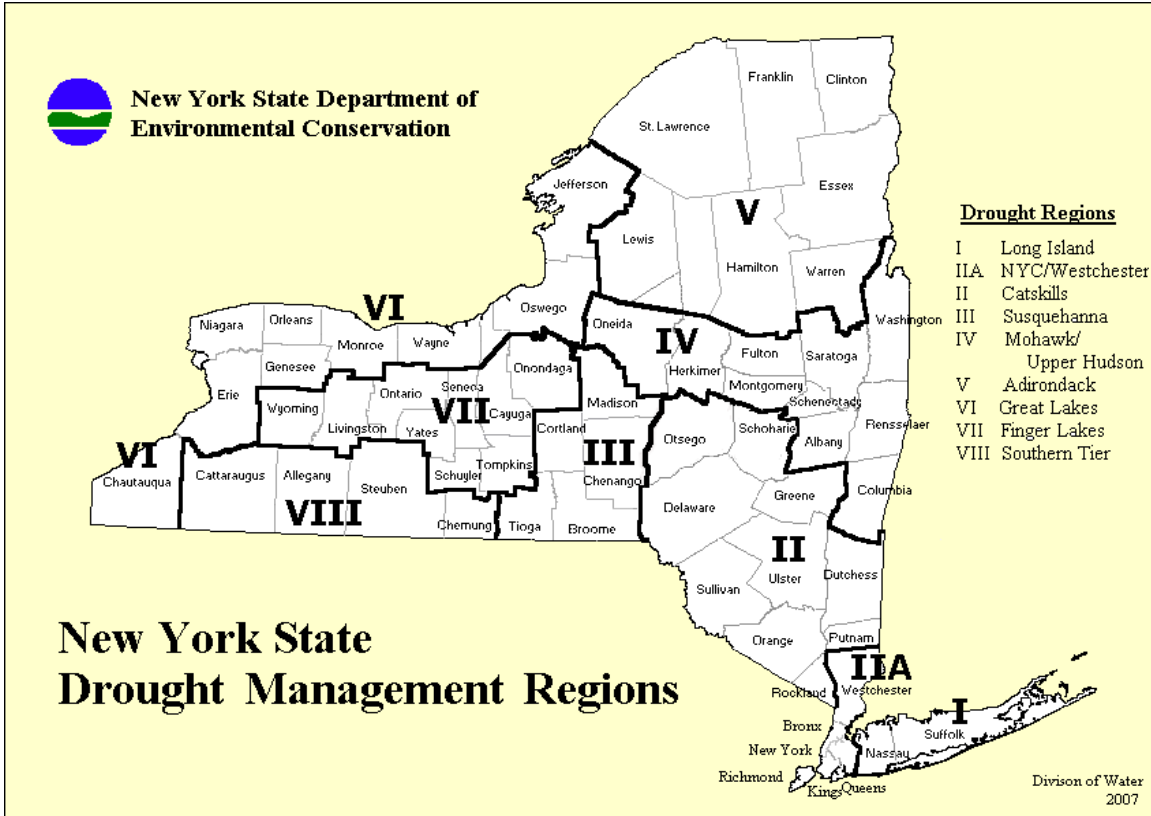 New York State Department of
Environmental Conservation
Franklin
Clinton
St. Lawrence
Jefferson
Essex
V
Lewis
Hamilton
Warren
Drought Regions
I Long Island
IIA NYC/Westchester
II Catskills
III Susquehanna
IV Mohawk/
Upper Hudson
V Adirondack
VI Great Lakes
VII Finger Lakes
VIII Southern Tier
VI
Oswego
Niagara
Orleans
Monroe
Wayne
Genesee
Erie
Oneida
IV
Herkimer
Fulton
Saratoga
Washington
Montgomery
Schenectady
Onondaga
Seneca
Ontario
VII
Cayuga
Wyoming
Livingston
Yates
Madison
Cortland
III
Chenango
Otsego
Schoharie
Albany
Rensselaer
VI
Chautauqua
Cattaraugus
Allegany
Steuben
VIII
Schuyler
Tompkins
Chemung
Tioga
Broome
Delaware
Greene
Columbia
II
Ulster
Dutchess
Sullivan
Orange
Putnam
IIA
Westchester
Rockland
New York State
Drought Management Regions
Bronx
New York
Richmond
Kings
Queens
Nassau
Suffolk
I
Divison of Water
2007